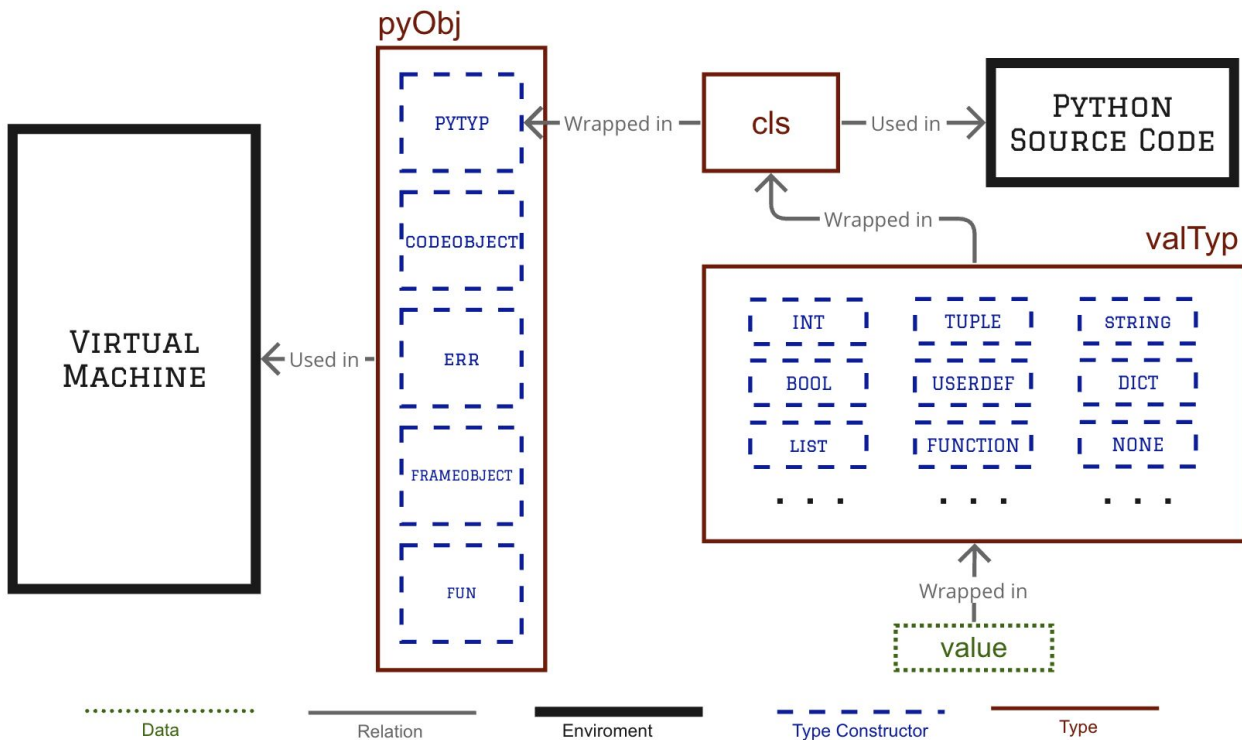 pyObj
PYTYP
Wrapped in
cls
Used in
PYTHON
SOURCE CODE
CODEOBJECT
Wrapped in
valTyp
VIRTUAL
MACHINE
Used in
ERR
INT
TUPLE
STRING
BOOL
USERDEF
DICT
LIST
FUNCTION
NONE
. . .
. . .
. . .
FRAMEOBJECT
FUN
Wrapped in
value
Data
Relation
Enviroment
Type Constructor
Type